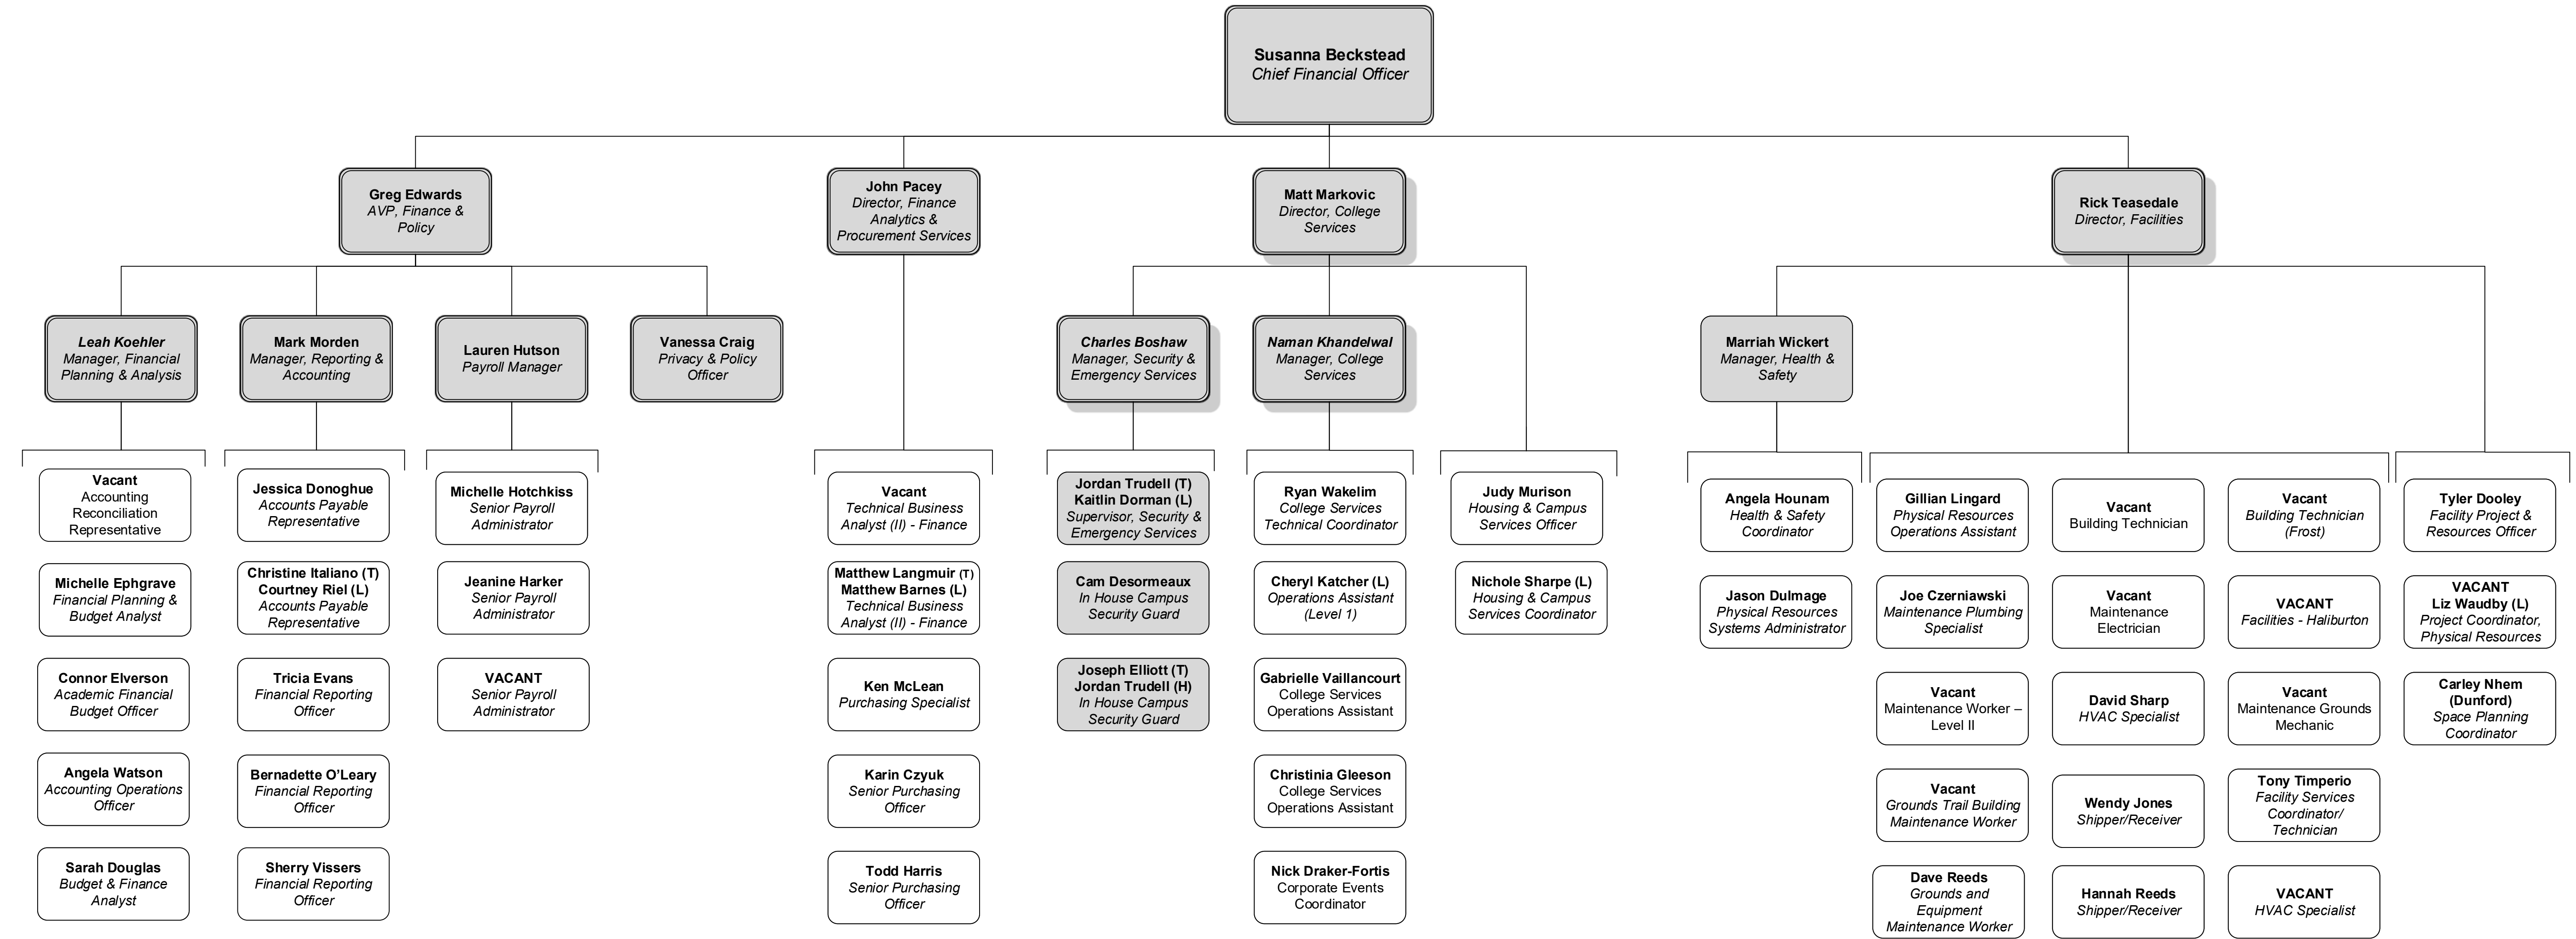 Susanna Beckstead
Chief Financial Officer
Greg Edwards
AVP, Finance &
Policy
John Pacey
Director, Finance
Analytics &
Procurement Services
Matt Markovic
Director, College
Services
Rick Teasedale
Director, Facilities
Leah Koehler
Manager, Financial
Planning & Analysis
Mark Morden
Manager, Reporting &
Accounting
Lauren Hutson
Payroll Manager
Vanessa Craig
Privacy & Policy
Officer
Charles Boshaw
Manager, Security &
Emergency Services
Naman Khandelwal
Manager, College
Services
Marriah Wickert
Manager, Health &
Safety
Vacant
Accounting
Reconciliation
Representative
Michelle Ephgrave
Financial Planning &
Budget Analyst
Connor Elverson
Academic Financial
Budget Officer
Angela Watson
Accounting Operations
Officer
Sarah Douglas
Budget & Finance
Analyst
Jessica Donoghue
Accounts Payable
Representative
Christine Italiano (T)
Courtney Riel (L)
Accounts Payable
Representative
Tricia Evans
Financial Reporting
Officer
Bernadette O’Leary
Financial Reporting
Officer
Sherry Vissers
Financial Reporting
Officer
Michelle Hotchkiss
Senior Payroll
Administrator
Jeanine Harker
Senior Payroll
Administrator
VACANT
Senior Payroll
Administrator
Vacant
Technical Business
Analyst (II) - Finance
Matthew Langmuir (T)
Matthew Barnes (L)
Technical Business
Analyst (II) - Finance
Ken McLean
Purchasing Specialist
Karin Czyuk
Senior Purchasing
Officer
Todd Harris
Senior Purchasing
Officer
Jordan Trudell (T)
Kaitlin Dorman (L)
Supervisor, Security &
Emergency Services
Cam Desormeaux
In House Campus
Security Guard
Joseph Elliott (T)
Jordan Trudell (H)
In House Campus
Security Guard
Ryan Wakelim
College Services
Technical Coordinator
Cheryl Katcher (L)
Operations Assistant
(Level 1)
Gabrielle Vaillancourt
College Services
Operations Assistant
Christinia Gleeson
College Services
Operations Assistant
Nick Draker-Fortis
Corporate Events
Coordinator
Judy Murison
Housing & Campus
Services Officer
Nichole Sharpe (L)
Housing & Campus
Services Coordinator
Angela Hounam
Health & Safety
Coordinator
Jason Dulmage
Physical Resources
Systems Administrator
Gillian Lingard
Physical Resources
Operations Assistant
Joe Czerniawski
Maintenance Plumbing
Specialist
Vacant
Maintenance Worker –
Level II
Vacant
Grounds Trail Building
Maintenance Worker
Dave Reeds
Grounds and
Equipment
Maintenance Worker
Vacant
Building Technician
Vacant
Maintenance
Electrician
David Sharp
HVAC Specialist
Wendy Jones
Shipper/Receiver
Hannah Reeds
Shipper/Receiver
Vacant
Building Technician
(Frost)
VACANT
Facilities - Haliburton
Vacant
Maintenance Grounds
Mechanic
Tony Timperio
Facility Services
Coordinator/
Technician
VACANT
HVAC Specialist
Tyler Dooley
Facility Project &
Resources Officer
VACANT
Liz Waudby (L)
Project Coordinator,
Physical Resources
Carley Nhem
(Dunford)
Space Planning
Coordinator